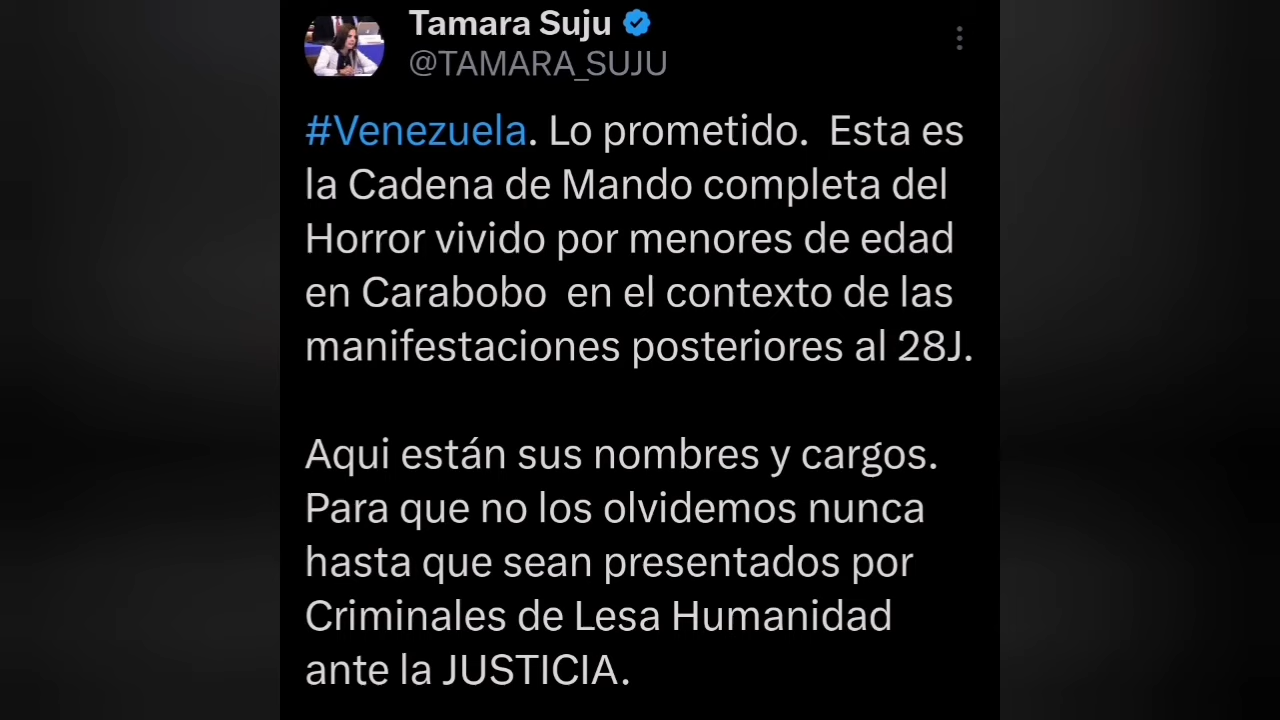 Tamara Suju
@TAMARA_SUJU
#Venezuela. Lo prometido.  Esta es
la Cadena de Mando completa del
Horror vivido por menores de edad
en Carabobo  en el contexto de las
manifestaciones posteriores al 28J.
Aqui están sus nombres y cargos.
Para que no los olvidemos nunca
hasta que sean presentados por
Criminales de Lesa Humanidad
ante la JUSTICIA.